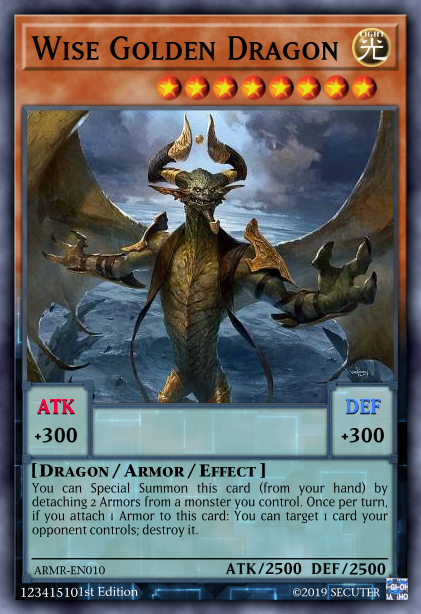 WISE GOLDEN DRAGON
LIGHT
光
ATK
+300
DEF
+300
[DRAGON / ARMOR / EFFECT ]
You can Special Summon this card (from your hand) by
detaching 2 Armors from a monster you control. Once per turn,
if you attach 1 Armor to this card: You can target 1 card your
opponent controls; destroy it.
ARMR-EN010
ATK/2500 DEF/2500
123415101st Edition
©2019 SECUTER